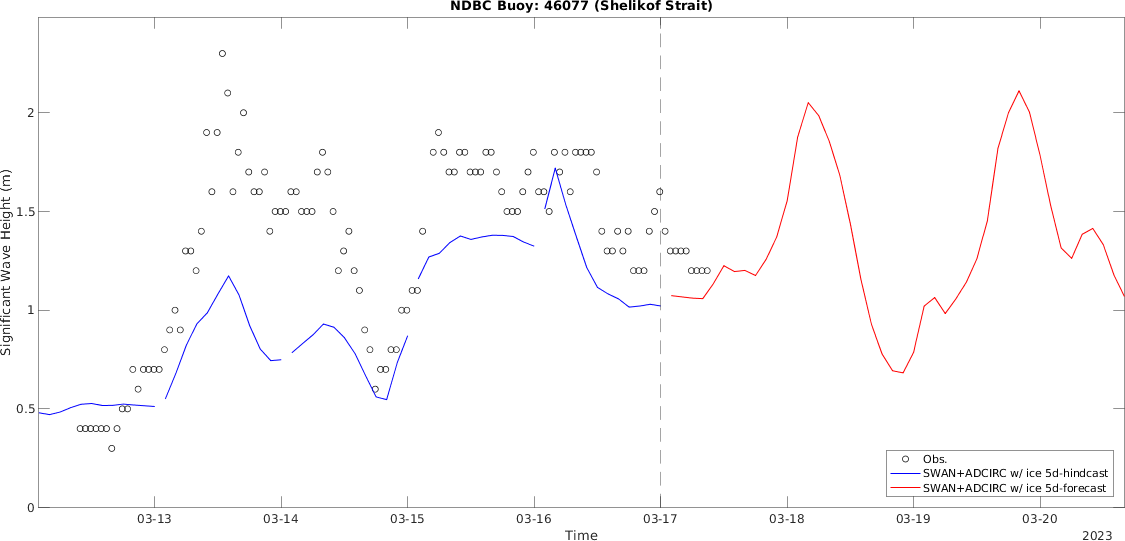 NDBC Buoy: 46077 (Shelikof Strait)
Significant Wave Height (m)
2
1.5
1
0.5
0
Obs.
SWAN+ADCIRC w/ ice 5d-hindcast
SWAN+ADCIRC w/ ice 5d-forecast
03-13
03-14
03-15
03-16
03-17
03-18
03-19
03-20
Time
2023